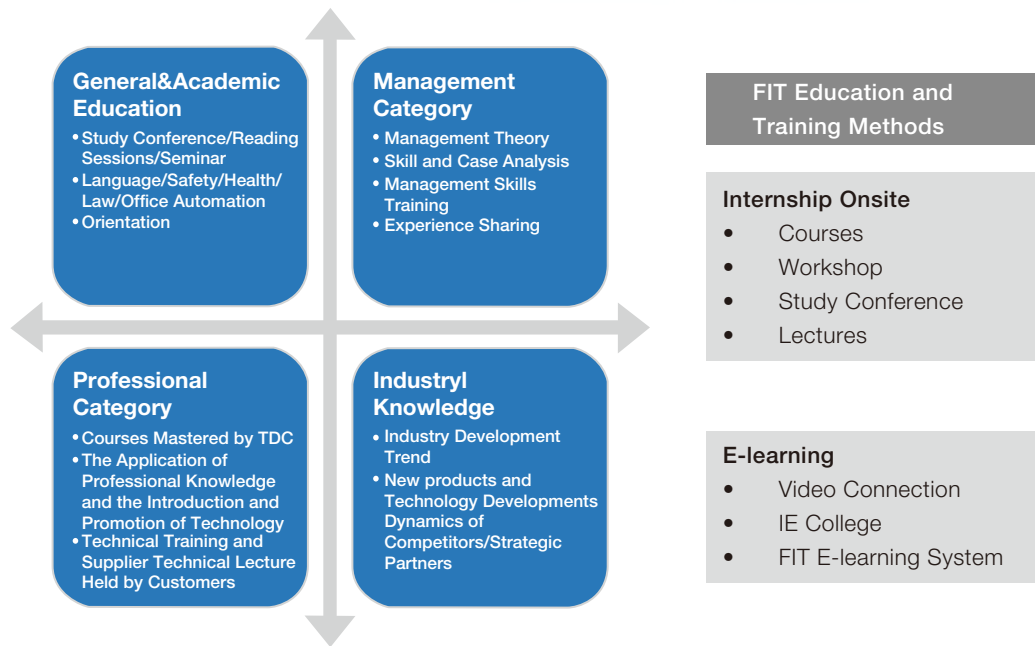 General&Academic
Education
• Study Conference/Reading
Sessions/Seminar
• Language/Safety/Health/
Law/Office Automation
• Orientation
Management
Category
• Management Theory
• Skill and Case Analysis
• Management Skills
Training
• Experience Sharing
Professional
Category
• Courses Mastered by TDC
• The Application of
Professional Knowledge
and the Introduction and
Promotion of Technology
• Technical Training and
Supplier Technical Lecture
Held by Customers
Industryl
Knowledge
• Industry Development
Trend
• New products and
Technology Developments
Dynamics of
Competitors/Strategic
Partners
FIT Education and
Training Methods
Internship Onsite
• Courses
• Workshop
• Study Conference
• Lectures
E-learning
• Video Connection
• IE College
• FIT E-learning System